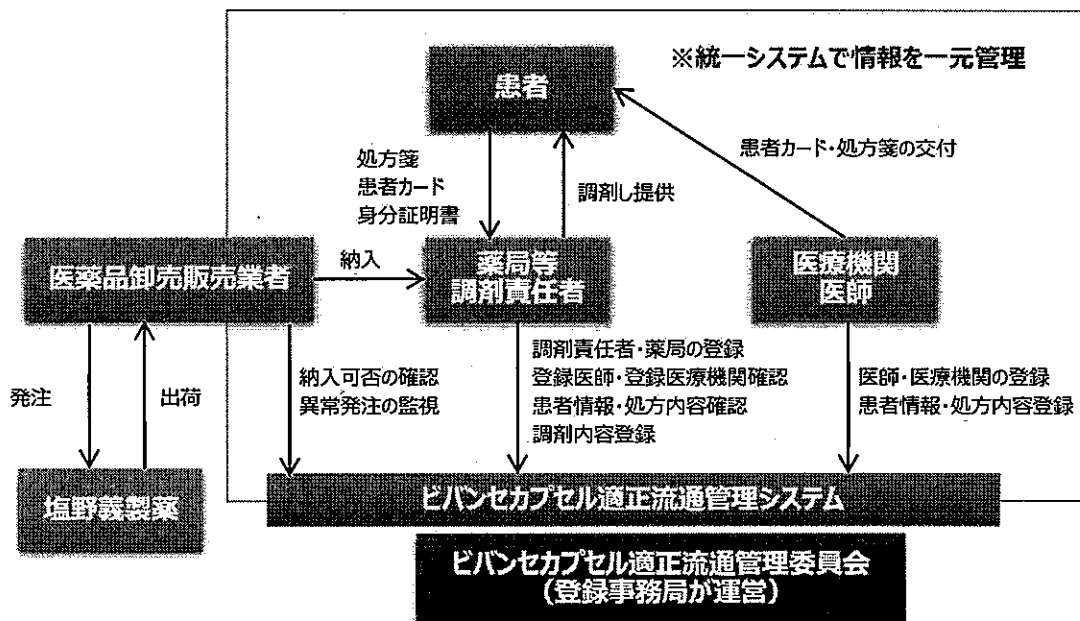 ※統一システムで情報を一元管理
患者
処方箋
患者カード
身分証明書
調剤し提供
患者カード・処方箋の交付
医薬品卸売販売業者
納入
薬局等
調剤責任者
医療機関
医師
発注
出荷
納入可否の確認
異常発注の監視
調剤責任者・薬局の登録
登録医師・登録医療機関確認
患者情報・処方内容確認
調剤内容登録
医師・医療機関の登録
患者情報・処方内容登録
塩野義製薬
ビバンセカプセル適正流通管理システム
ビバンセカプセル適正流通管理委員会
（登録事務局が運営）